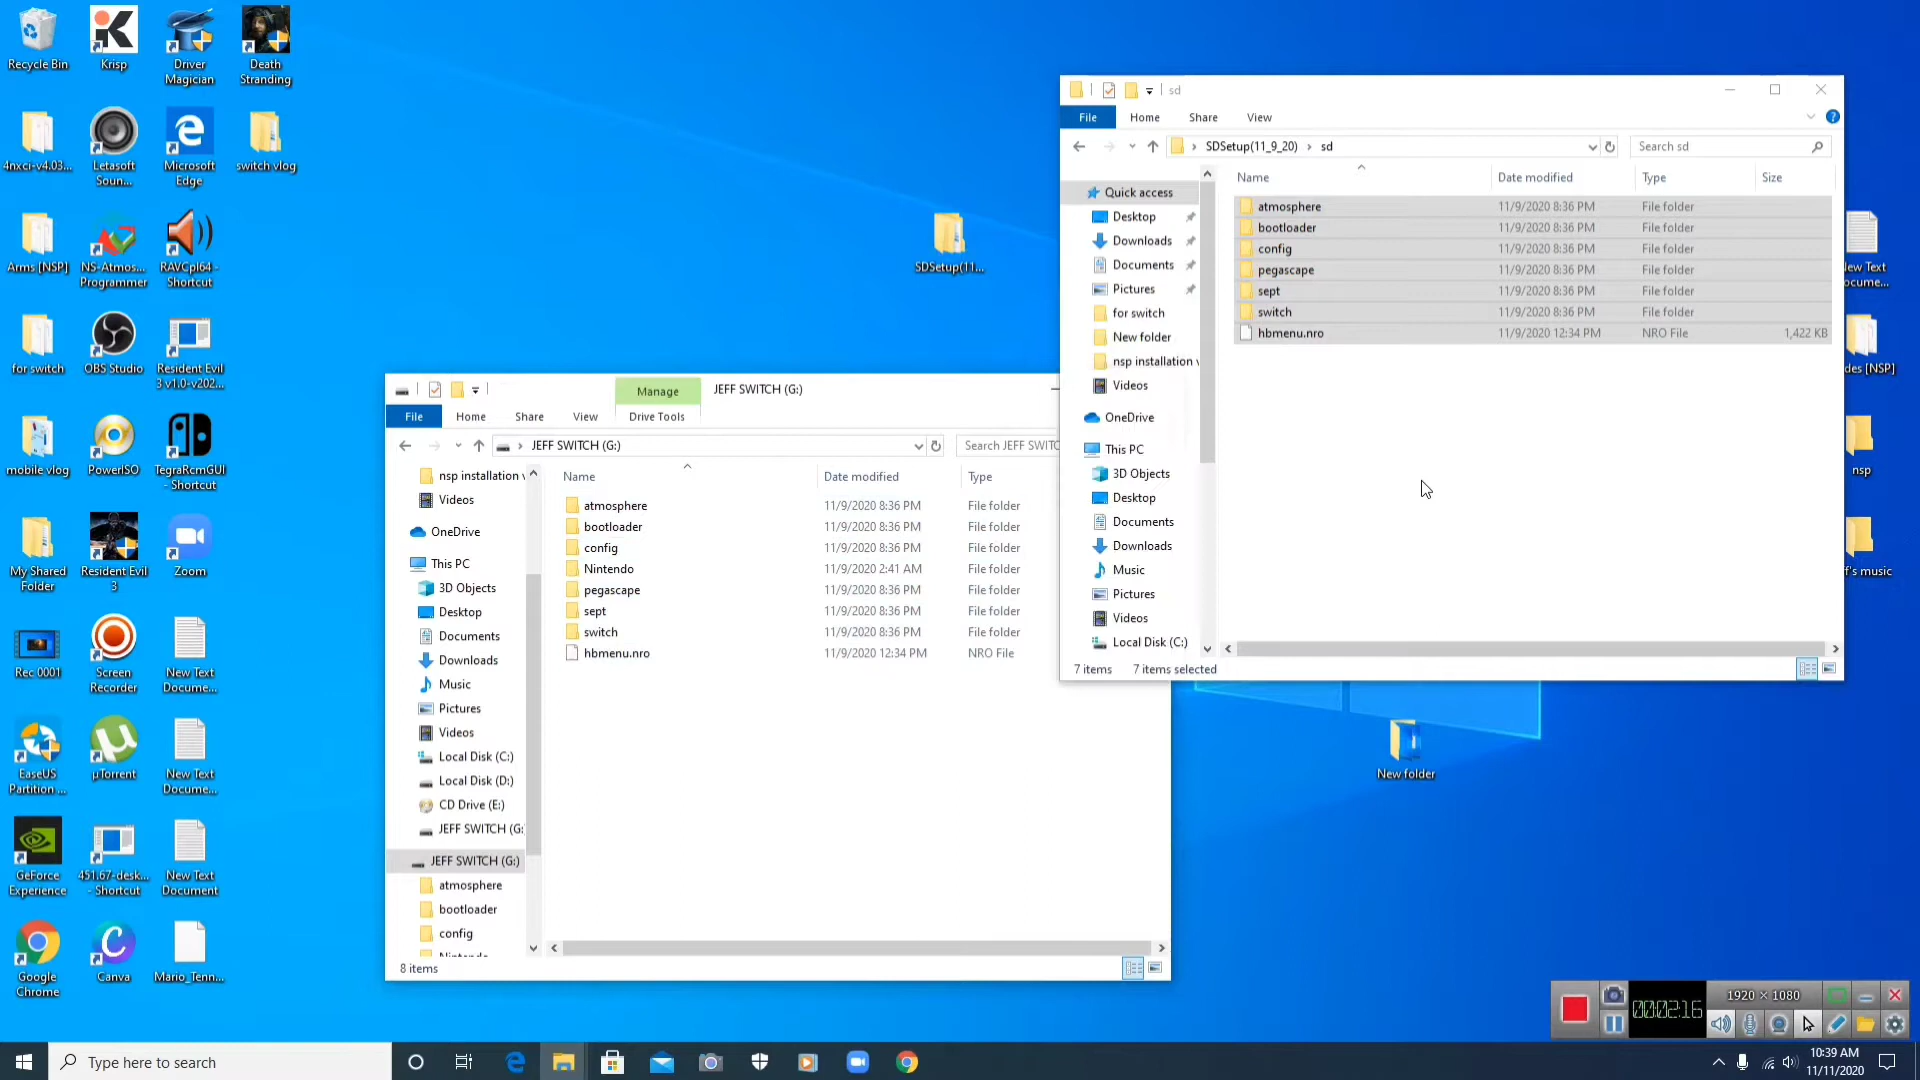 Recycle Bin
Krisp
Driver
Magician
Death
Stranding
4nxci-v4.03...
Letasoft
Soun...
Microsoft
Edge
switch vlog
Arms [NSP]
NS-Atmos...
Programmer
RAVCpl64 -
Shortcut
for switch
OBS Studio
Resident Evil
3 v1.0-v202...
mobile vlog
PowerISO
TegraRcmGUI
- Shortcut
My Shared
Folder
Resident Evil
3
Zoom
Rec 0001
Screen
Recorder
New Text
Docume...
EaseUS
Partition ...
µTorrent
New Text
Docume...
GeForce
Experience
451.67-desk...
- Shortcut
New Text
Document
Google
Chrome
Canva
Mario_Tenn...
SDSetup(11...
New folder
ew Text
ocume...
des [NSP]
nsp
ff's music
Manage
JEFF SWITCH (G:)
File
Home
Share
View
Drive Tools
JEFF SWITCH (G:)
Search JEFF SWITC
nsp installation v
Videos
OneDrive
This PC
3D Objects
Desktop
Documents
Downloads
Music
Pictures
Videos
Local Disk (C:)
Local Disk (D:)
CD Drive (E:)
JEFF SWITCH (G:
JEFF SWITCH (G:)
atmosphere
bootloader
config
Nintendo
Name Date modified Type
atmosphere 11/9/2020 8:36 PM File folder
bootloader 11/9/2020 8:36 PM File folder
config 11/9/2020 8:36 PM File folder
Nintendo 11/9/2020 2:41 AM File folder
pegascape 11/9/2020 8:36 PM File folder
sept 11/9/2020 8:36 PM File folder
switch 11/9/2020 8:36 PM File folder
hbmenu.nro 11/9/2020 12:34 PM NRO File
8 items
sd
File
Home
Share
View
SDSetup(11_9_20) › sd
Search sd
Quick access
Desktop
Downloads
Documents
Pictures
for switch
New folder
nsp installation v
Videos
OneDrive
This PC
3D Objects
Desktop
Documents
Downloads
Music
Pictures
Videos
Local Disk (C:)
Name Date modified Type Size
atmosphere 11/9/2020 8:36 PM File folder
bootloader 11/9/2020 8:36 PM File folder
config 11/9/2020 8:36 PM File folder
pegascape 11/9/2020 8:36 PM File folder
sept 11/9/2020 8:36 PM File folder
switch 11/9/2020 8:36 PM File folder
hbmenu.nro 11/9/2020 12:34 PM NRO File 1,422 KB
7 items 7 items selected
00:02:16
1920 × 1080
Type here to search
10:39 AM
11/11/2020